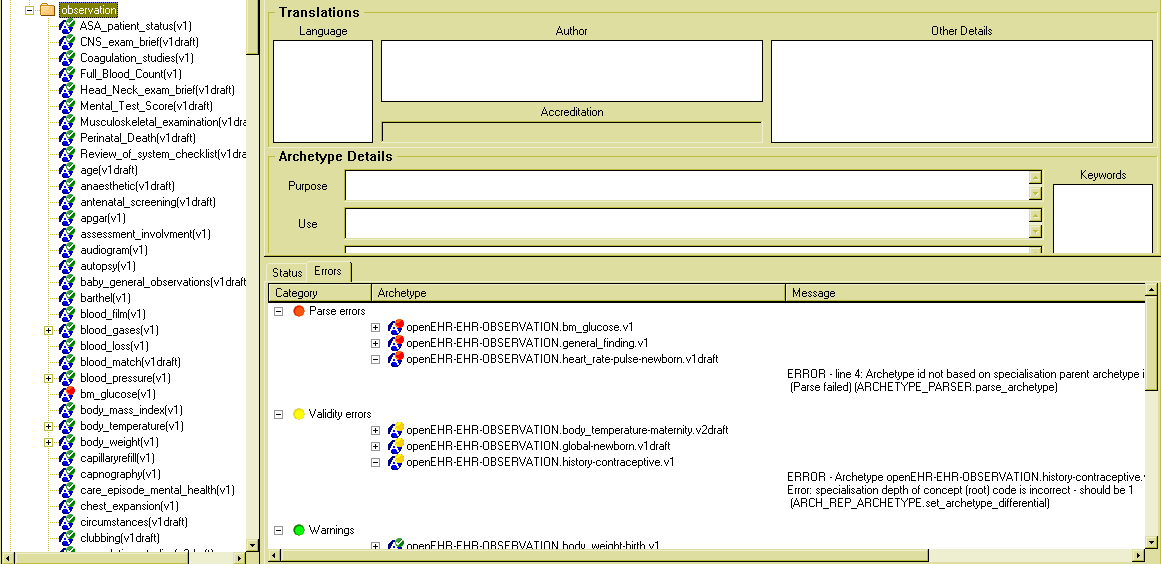 observation
ASA_patient_status(v1)
CNS_exam_brief(v1draft)
Coagulation_studies(v1)
Full_Blood_Count(v1)
Head_Neck_exam_brief(v1draft)
Mental_Test_Score(v1draft)
Musculoskeletal_examination(v1dra
Perinatal_Death(v1draft)
Review_of_system_checklist(v1dra
age(v1draft)
anaesthetic(v1draft)
antenatal_screening(v1draft)
apgar(v1)
assessment_involvment(v1)
audiogram(v1)
autopsy(v1)
baby_general_observations(v1draft
barthel(v1)
blood_film(v1)
blood_gases(v1)
blood_loss(v1)
blood_match(v1draft)
blood_pressure(v1)
bm_glucose(v1)
body_mass_index(v1)
body_temperature(v1)
body_weight(v1)
capillaryrefill(v1)
capnography(v1)
care_episode_mental_health(v1)
chest_expansion(v1)
circumstances(v1draft)
clubbing(v1draft)
Translations
Language
Author
Other Details
Accreditation
Archetype Details
Purpose
Keywords
Use
Status Errors
Category Archetype Message
Parse errors
openEHR-EHR-OBSERVATION.bm_glucose.v1
openEHR-EHR-OBSERVATION.general_finding.v1
openEHR-EHR-OBSERVATION.heart_rate-pulse-newborn.v1draft
ERROR - line 4: Archetype id not based on specialisation parent archetype i
(Parse failed) (ARCHETYPE_PARSER.parse_archetype)
Validity errors
openEHR-EHR-OBSERVATION.body_temperature-maternity.v2draft
openEHR-EHR-OBSERVATION.global-newborn.v1draft
openEHR-EHR-OBSERVATION.history-contraceptive.v1
ERROR - Archetype openEHR-EHR-OBSERVATION.history-contraceptive.v
Error: specialisation depth of concept (root) code is incorrect - should be 1
(ARCH_REP_ARCHETYPE.set_archetype_differential)
Warnings
openEHR-EHR-OBSERVATION.body_weight-birth.v1